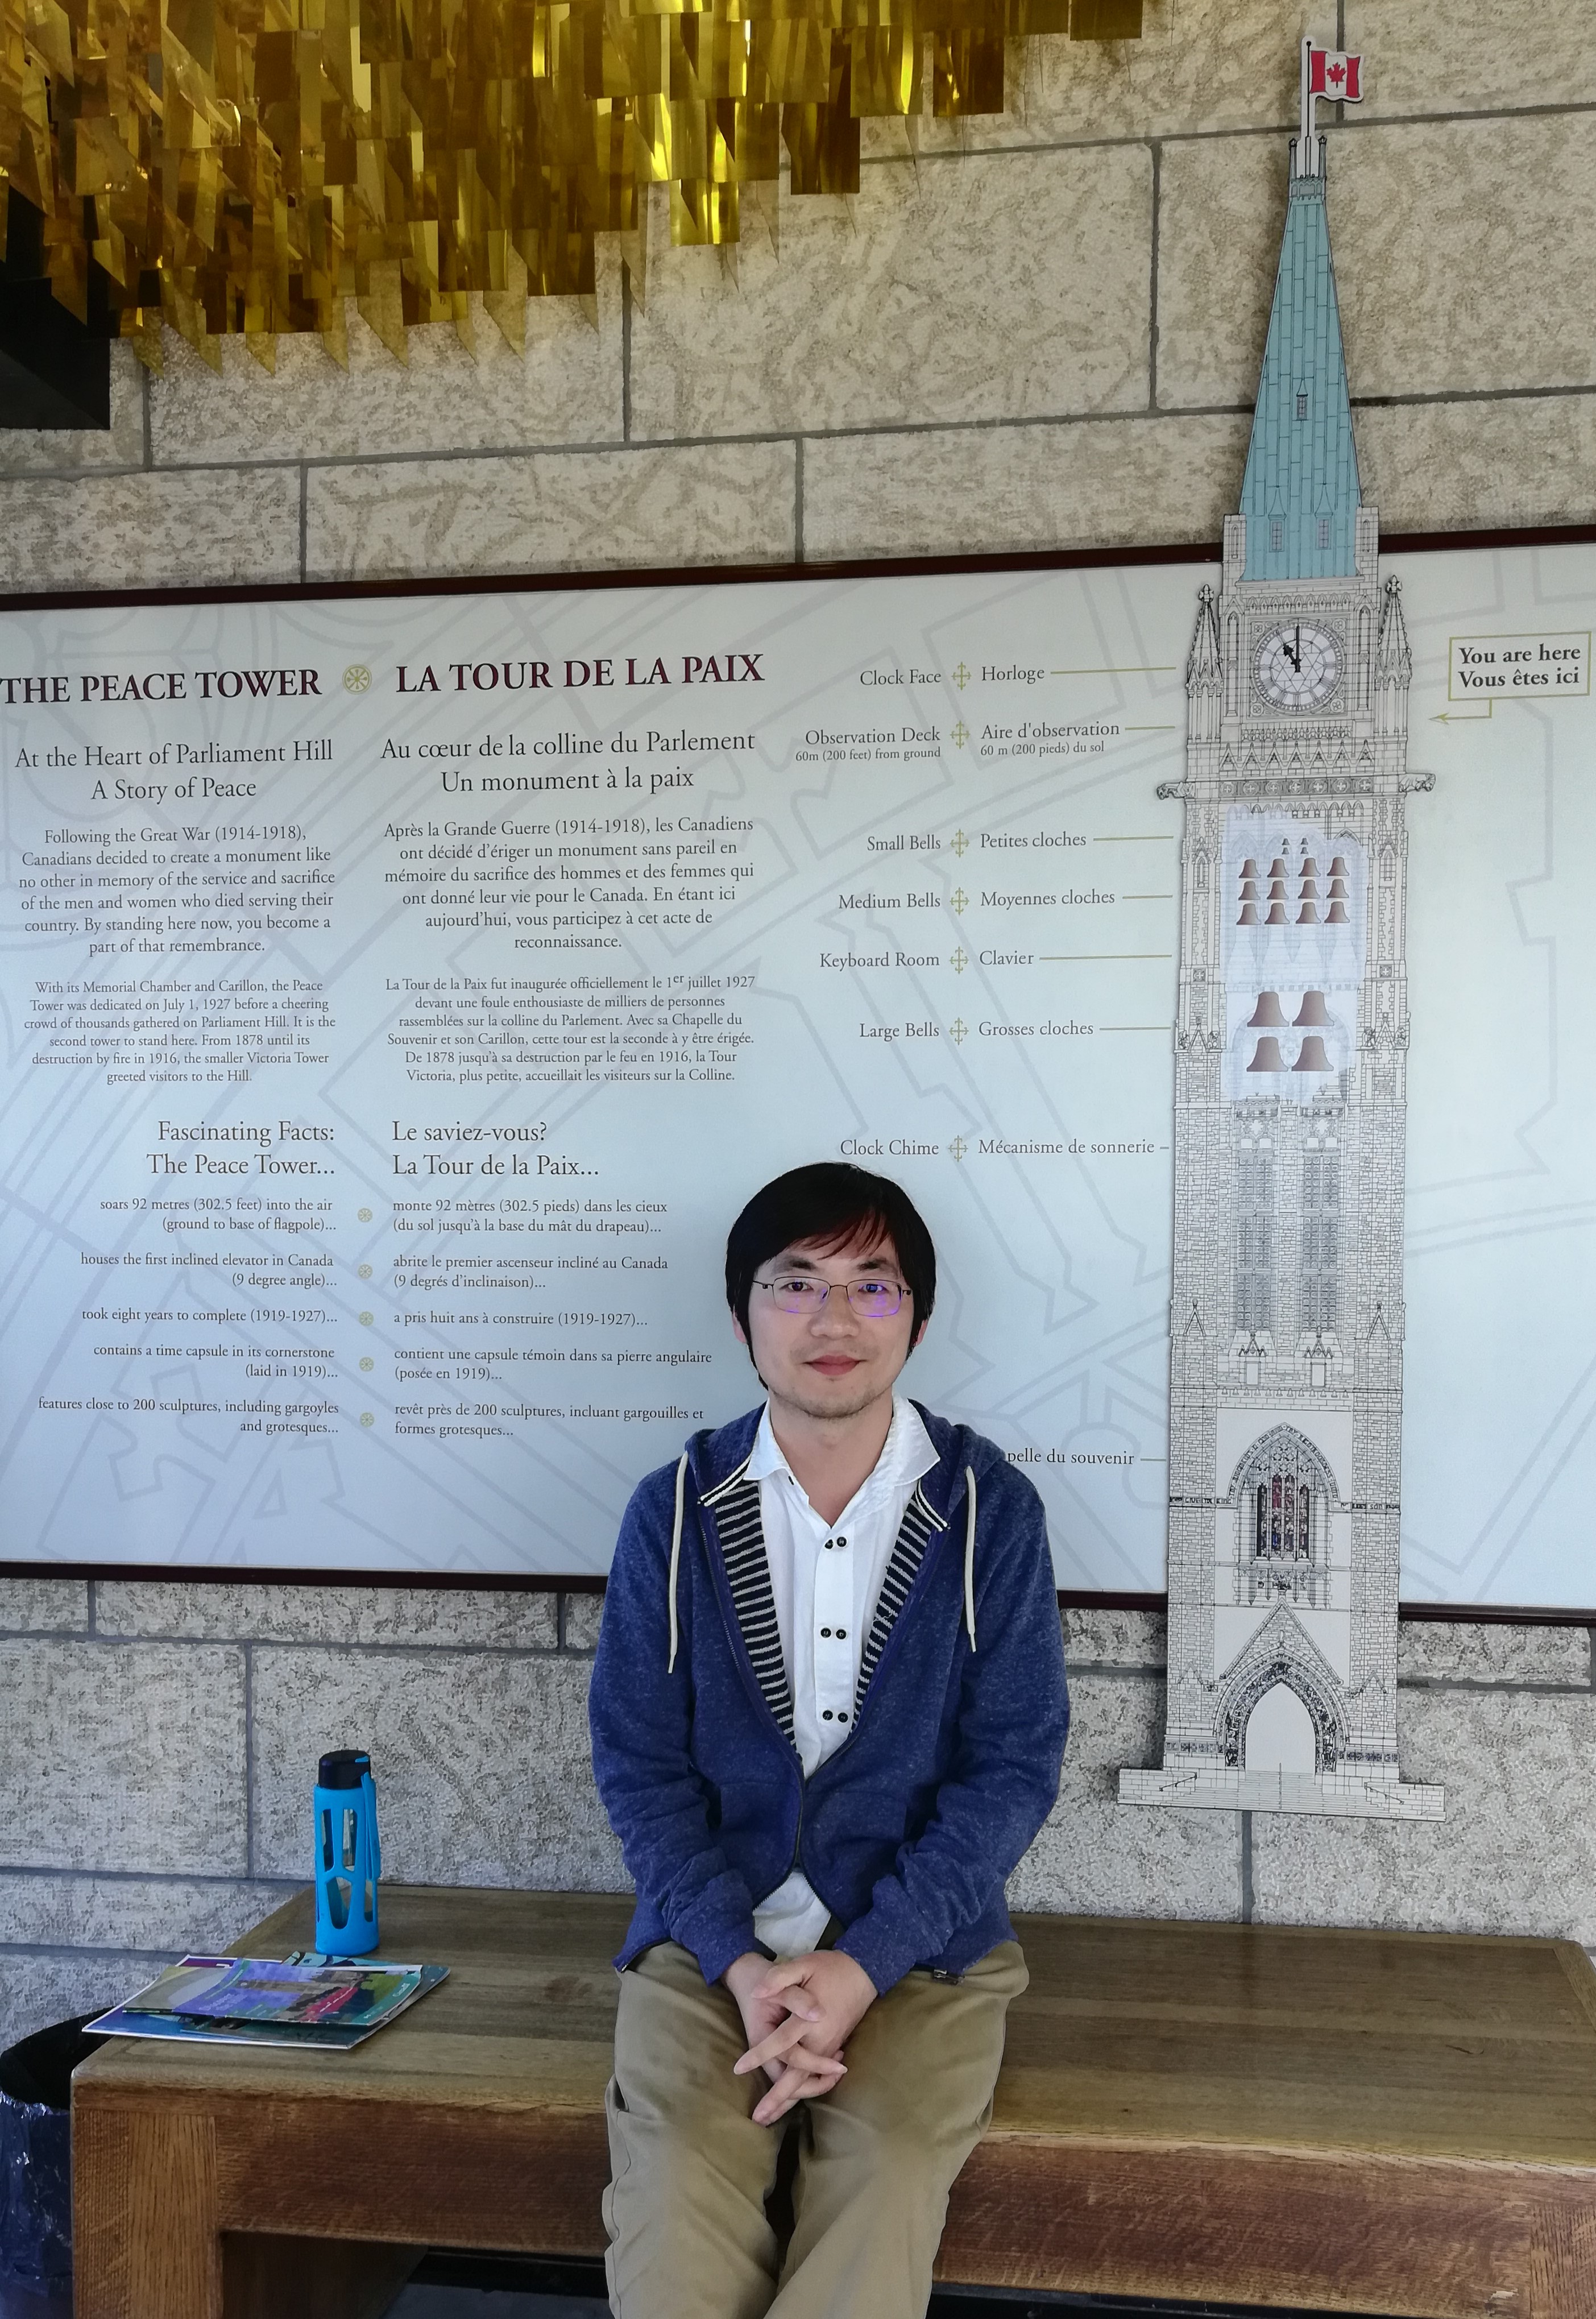 THE PEACE TOWER
At the Heart of Parliament Hill
A Story of Peace
Following the Great War (1914-1918),
Canadians decided to create a monument like
no other in memory of the service and sacrifice
of the men and women who died serving their
country. By standing here now, you become a
part of that remembrance.
With its Memorial Chamber and Carillon, the Peace
Tower was dedicated on July 1, 1927 before a cheering
crowd of thousands gathered on Parliament Hill. It is the
second tower to stand here. From 1878 until its
destruction by fire in 1916, the smaller Victoria Tower
greeted visitors to the Hill.
Fascinating Facts:
The Peace Tower...
soars 92 metres (302.5 feet) into the air
(ground to base of flagpole)...
houses the first inclined elevator in Canada
(9 degree angle)...
took eight years to complete (1919-1927)...
contains a time capsule in its cornerstone
(laid in 1919)...
features close to 200 sculptures, including gargoyles
and grotesques...
LA TOUR DE LA PAIX
Au cœur de la colline du Parlement
Un monument à la paix
Après la Grande Guerre (1914-1918), les Canadiens
ont décidé d'ériger un monument sans pareil en
mémoire du sacrifice des hommes et des femmes qui
ont donné leur vie pour le Canada. En étant ici
aujourd'hui, vous participez à cet acte de
reconnaissance.
La Tour de la Paix fut inaugurée officiellement le 1er juillet 1927
devant une foule enthousiaste de milliers de personnes
rassemblées sur la colline du Parlement. Avec sa Chapelle du
Souvenir et son Carillon, cette tour est la seconde à y être érigée.
De 1878 jusqu'à sa destruction par le feu en 1916, la Tour
Victoria, plus petite, accueillait les visiteurs sur la Colline.
Le saviez-vous?
La Tour de la Paix...
monte 92 mètres (302.5 pieds) dans les cieux
(du sol jusqu'à la base du mât du drapeau)...
abrite le premier ascenseur incliné au Canada
(9 degrés d'inclinaison)...
a pris huit ans à construire (1919-1927)...
contient une capsule témoin dans sa pierre angulaire
(posée en 1919)...
revêt près de 200 sculptures, incluant gargouilles et
formes grotesques...
Clock Face Horloge
Observation Deck Aire d'observation
60m (200 feet) from ground 60 m (200 pieds) du sol
Small Bells Petites cloches
Medium Bells Moyennes cloches
Keyboard Room Clavier
Large Bells Grosses cloches
Clock Chime Mécanisme de sonnerie
pelle du souvenir
You are here
Vous êtes ici